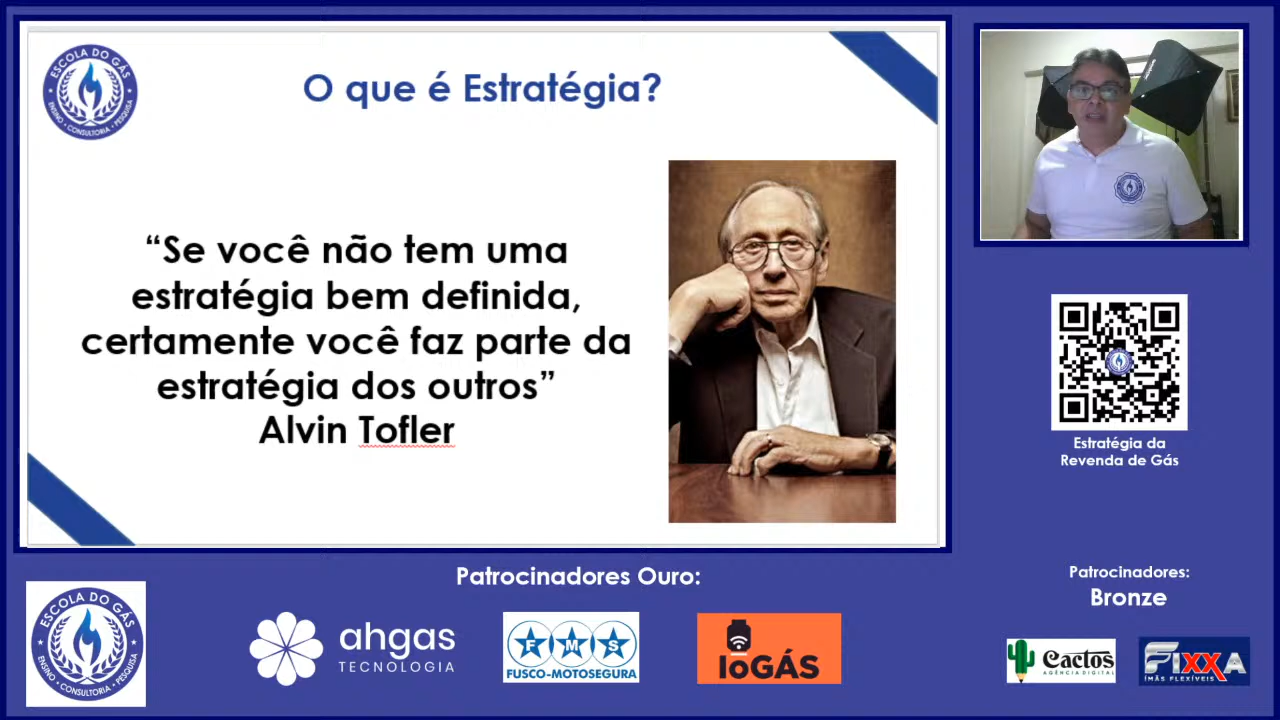 ESCOLA DO GÁS
ENSINO • CONSULTORIA • PESQUISA
O que é Estratégia?
“Se você não tem uma
estratégia bem definida,
certamente você faz parte da
estratégia dos outros”
Alvin Tofler
Estratégia da
Revenda de Gás
Patrocinadores Ouro:
Patrocinadores:
Bronze
ESCOLA DO GÁS
ENSINO • CONSULTORIA • PESQUISA
ahgas
TECNOLOGIA
F M S
FUSCO-MOTOSEGURA
IoGÁS
Cactos
AGÊNCIA DIGITAL
FIXXA
ÍMÃS FLEXÍVEIS